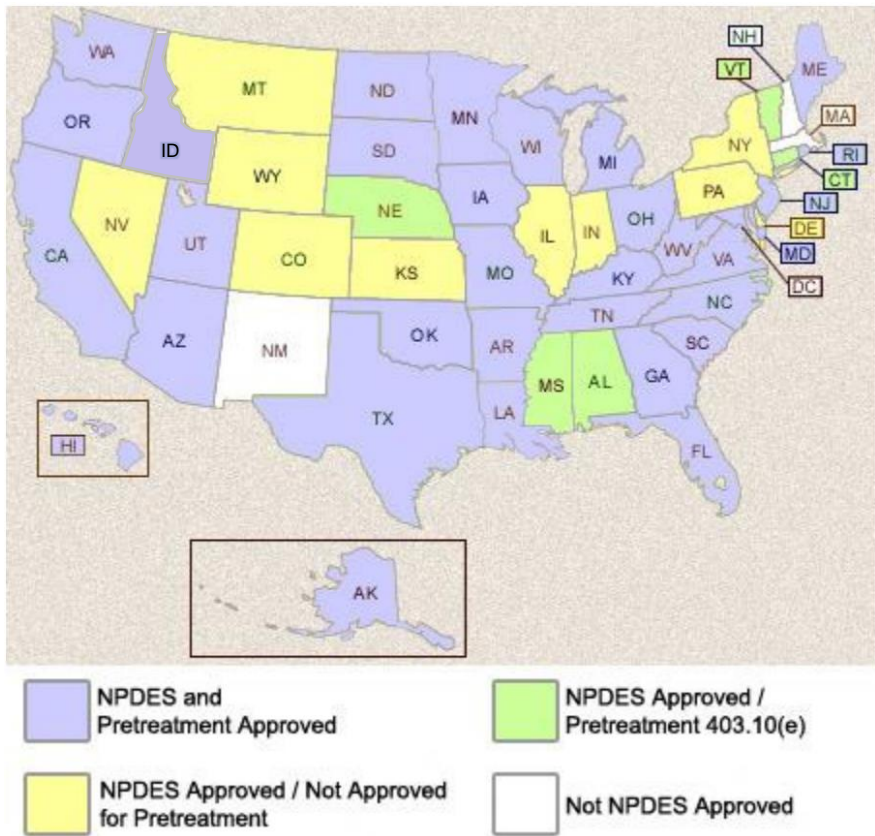 NH
WA
VT
ME
MT
ND
MN
OR
MA
ID
SD
WI
NY
MI
RI
WY
CT
IA
PA
NE
NJ
NV
OH
IL
IN
DE
UT
CA
CO
WV
MD
KS
MO
VA
KY
DC
NC
TN
OK
AZ
AR
SC
NM
GA
MS
AL
TX
LA
HI
FL
AK
NPDES and
Pretreatment Approved
NPDES Approved /
Pretreatment 403.10(e)
NPDES Approved / Not Approved
for Pretreatment
Not NPDES Approved